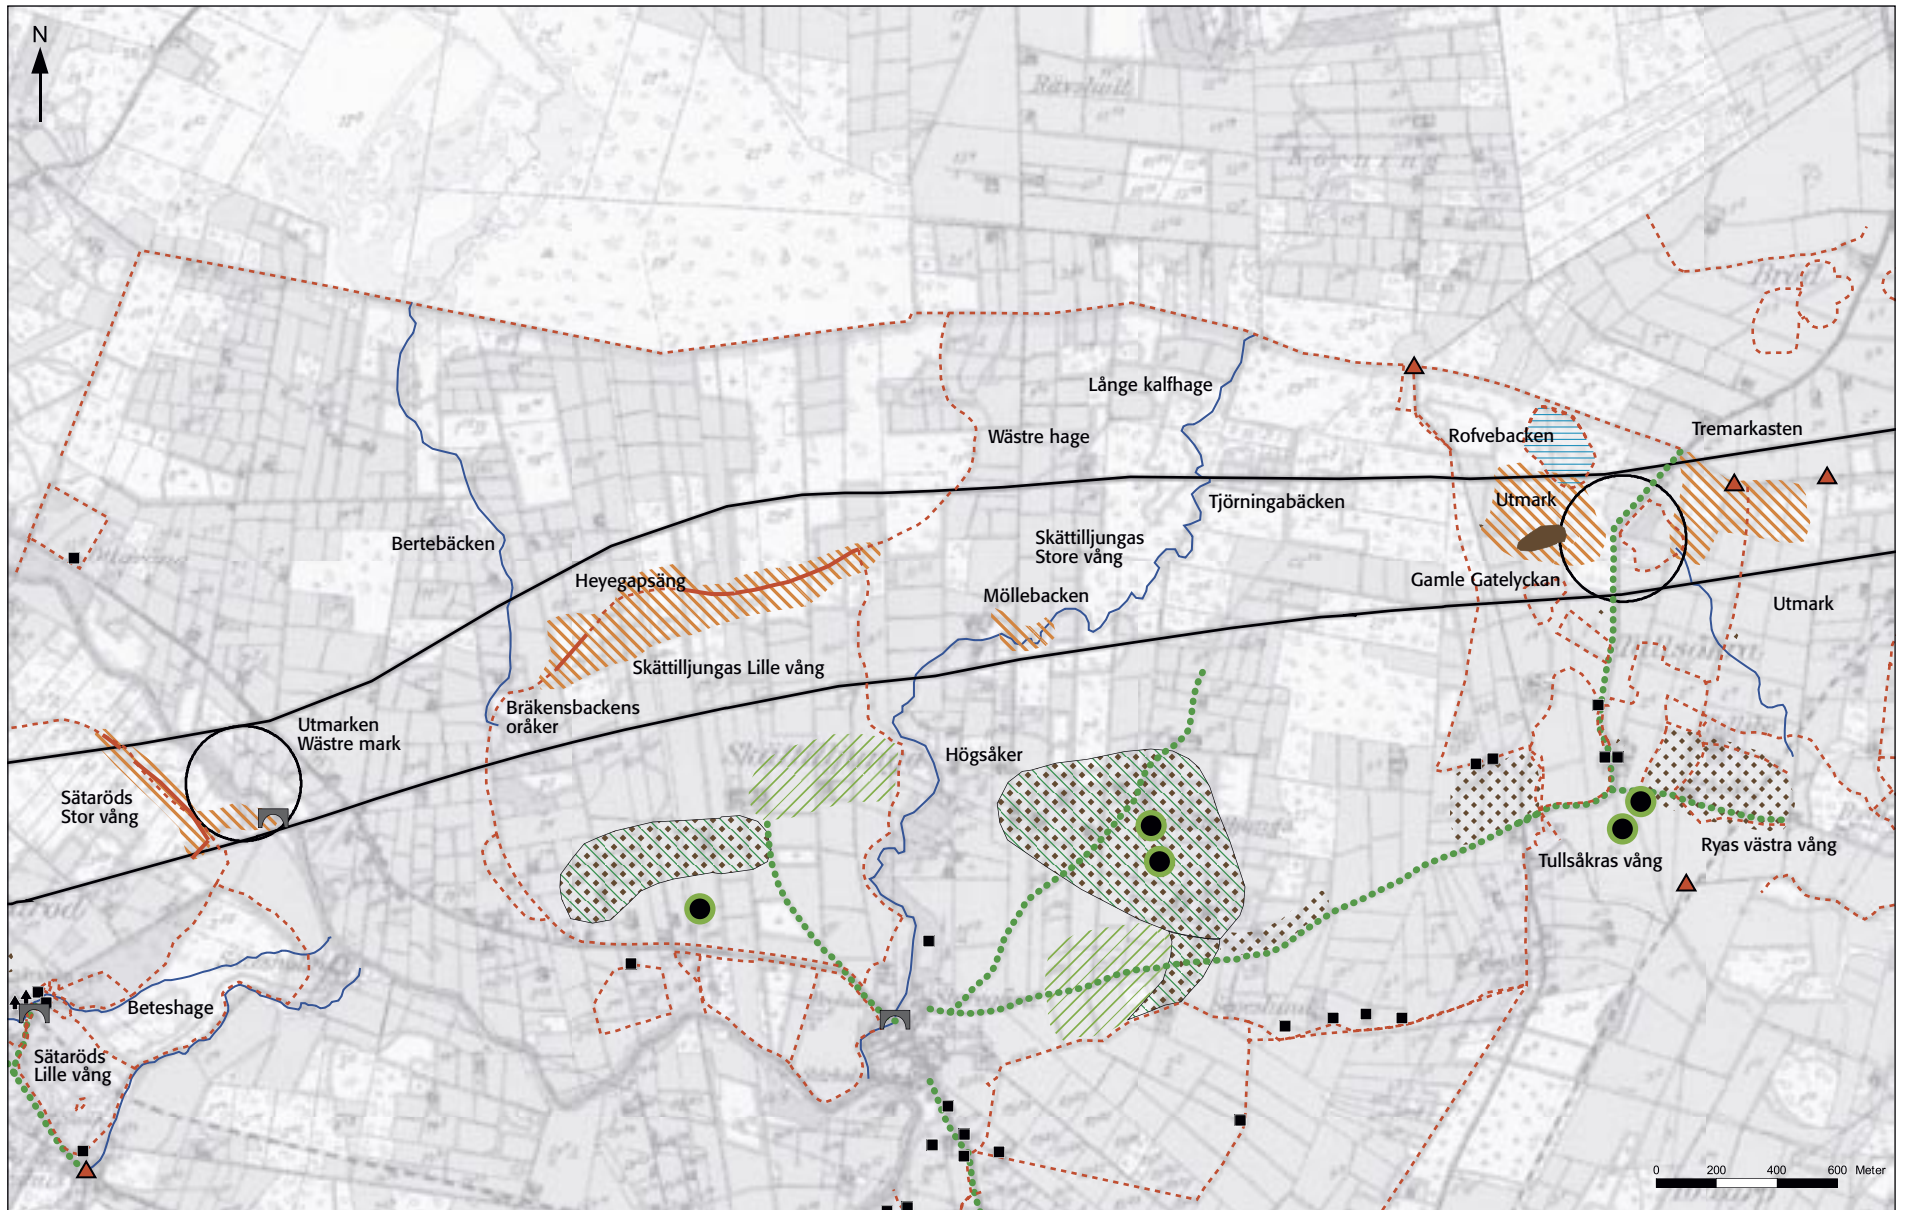 N
Långe kalfhage
Wästre hage
Rofvebacken
Tremarkasten
Utmark
Tjörningabäcken
Bertebäcken
Skättilljungas
Store vång
Heyegapsäng
Gamle Gatelyckan
Möllebacken
Utmark
Skättilljungas Lille vång
Bräkensbackens
oråker
Utmarken
Wästre mark
Högsåker
Sätaröds
Stor vång
Ryas västra vång
Tullsåkras vång
Beteshage
Sätaröds
Lille vång
0 200 400 600 Meter